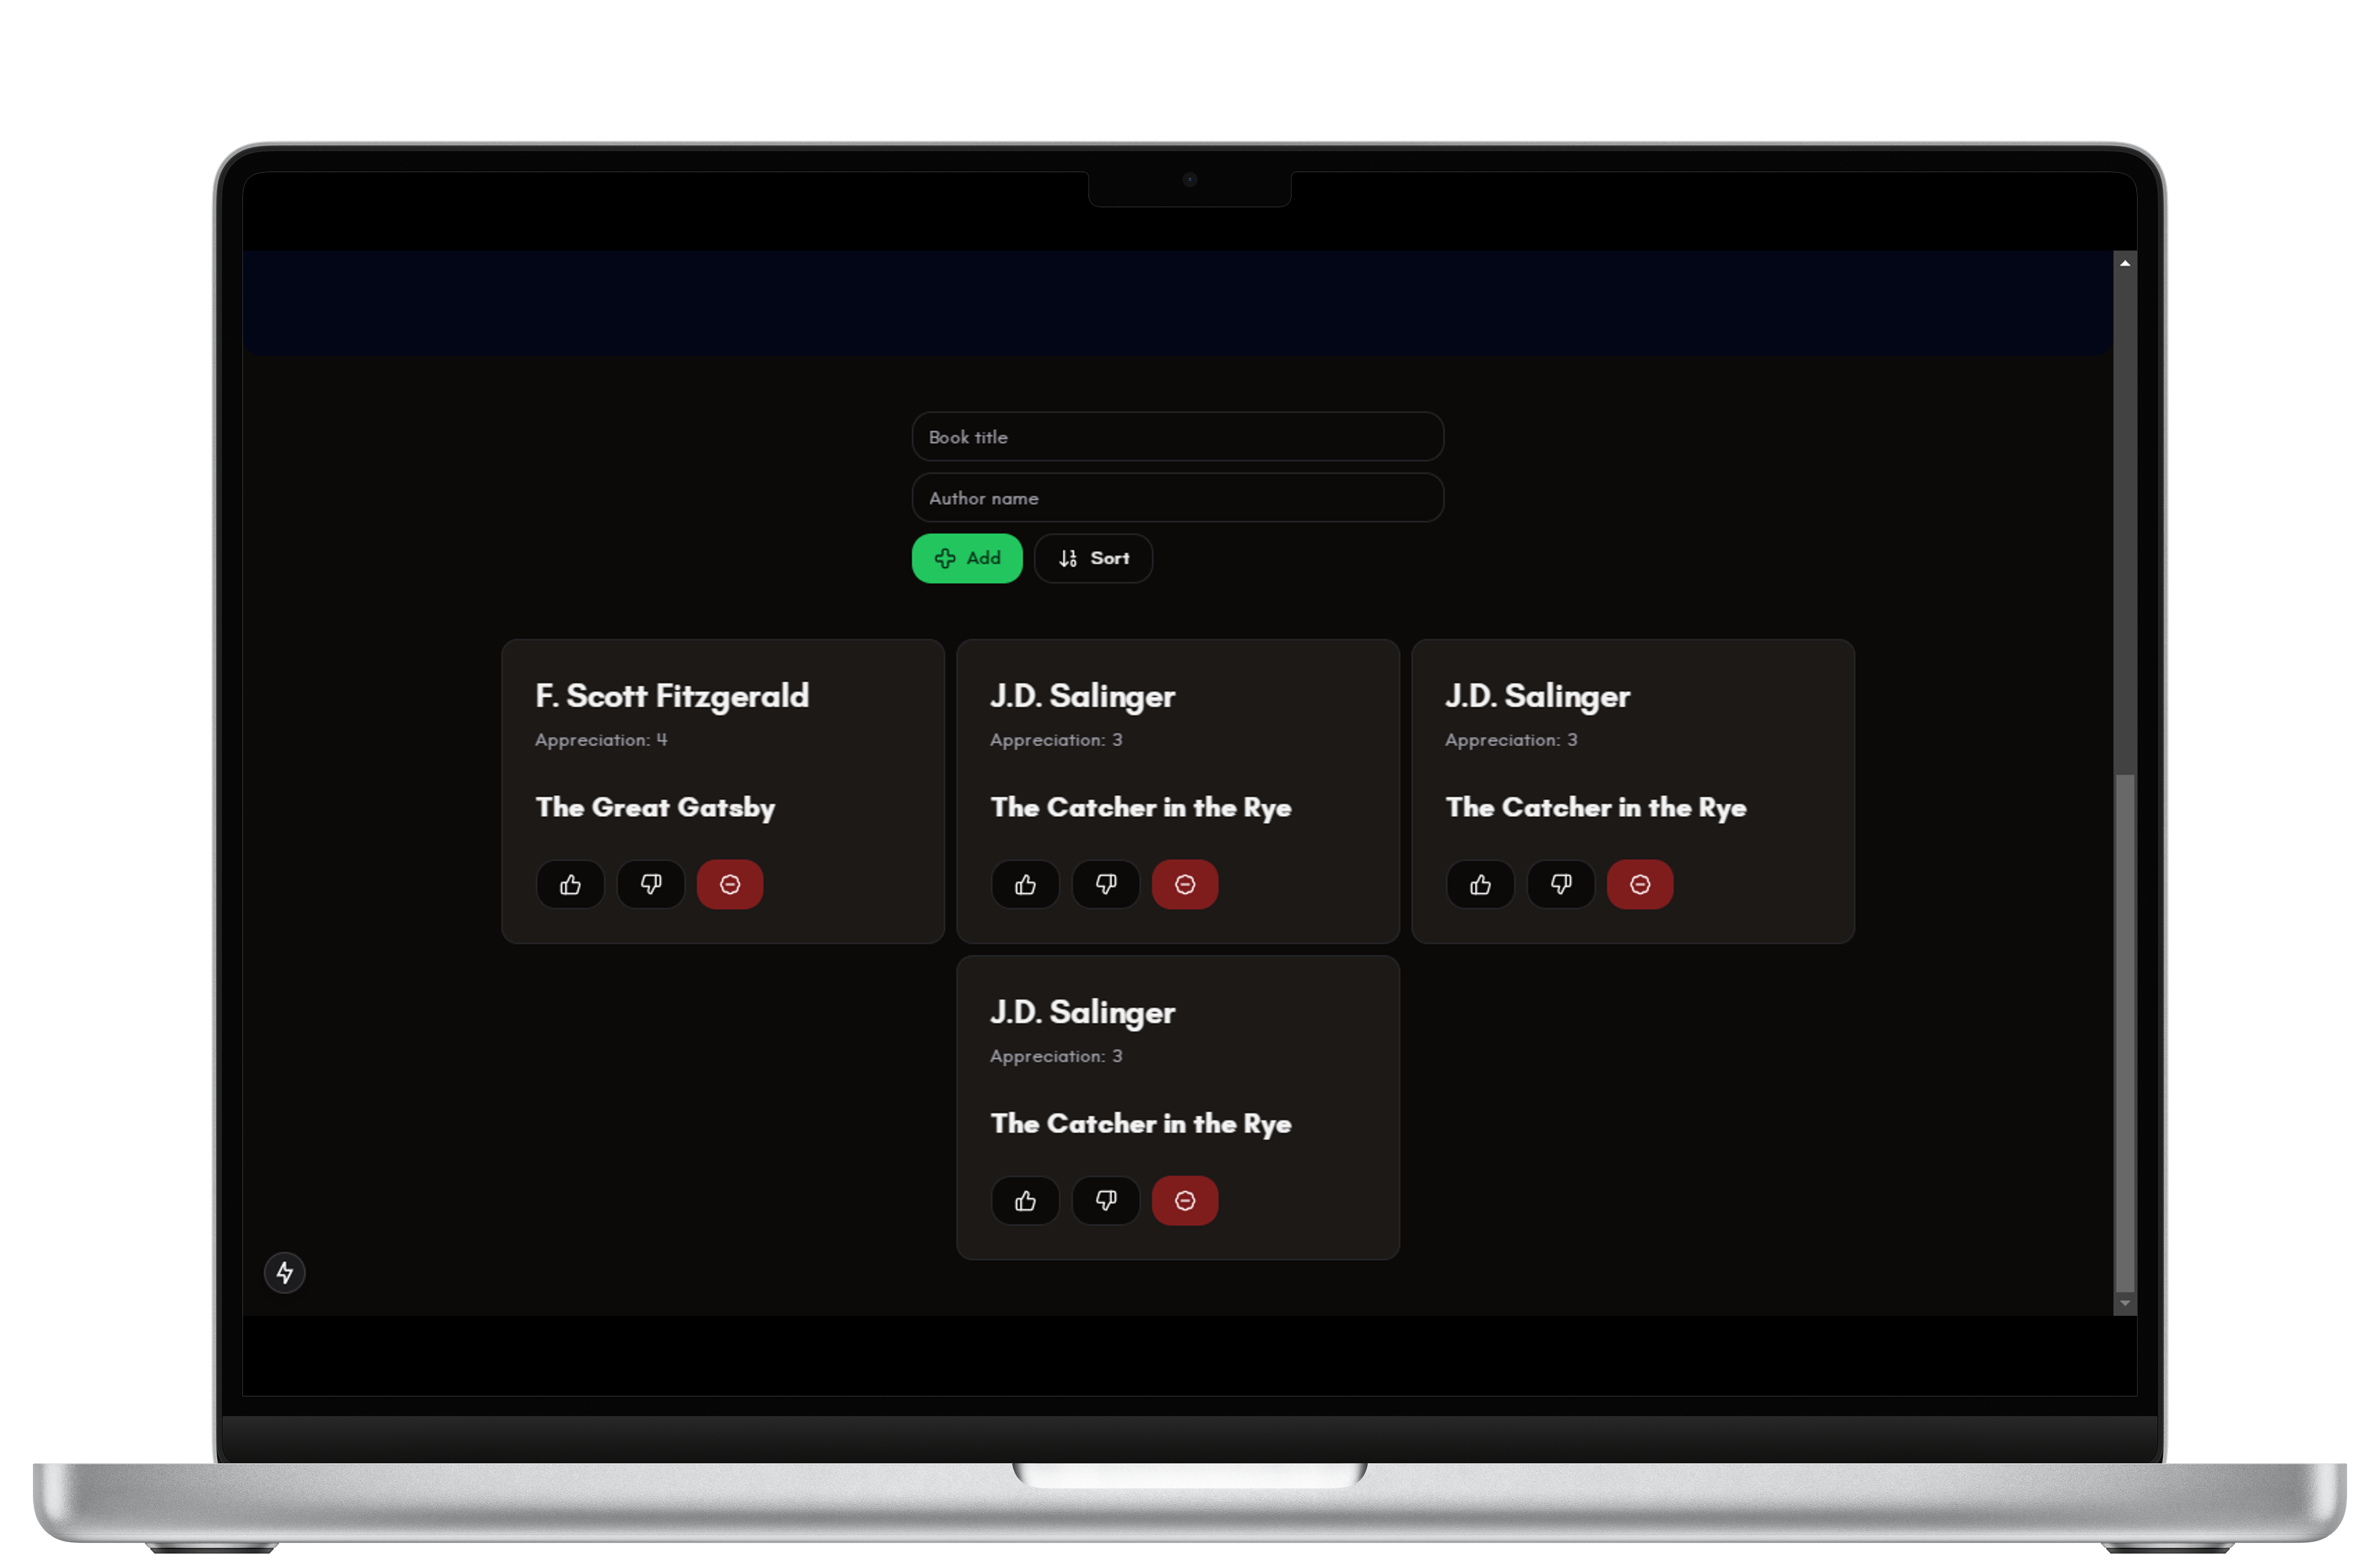 Book title
Author name
Add
Sort
F. Scott Fitzgerald
Appreciation: 4
The Great Gatsby
J.D. Salinger
Appreciation: 3
The Catcher in the Rye
J.D. Salinger
Appreciation: 3
The Catcher in the Rye
J.D. Salinger
Appreciation: 3
The Catcher in the Rye